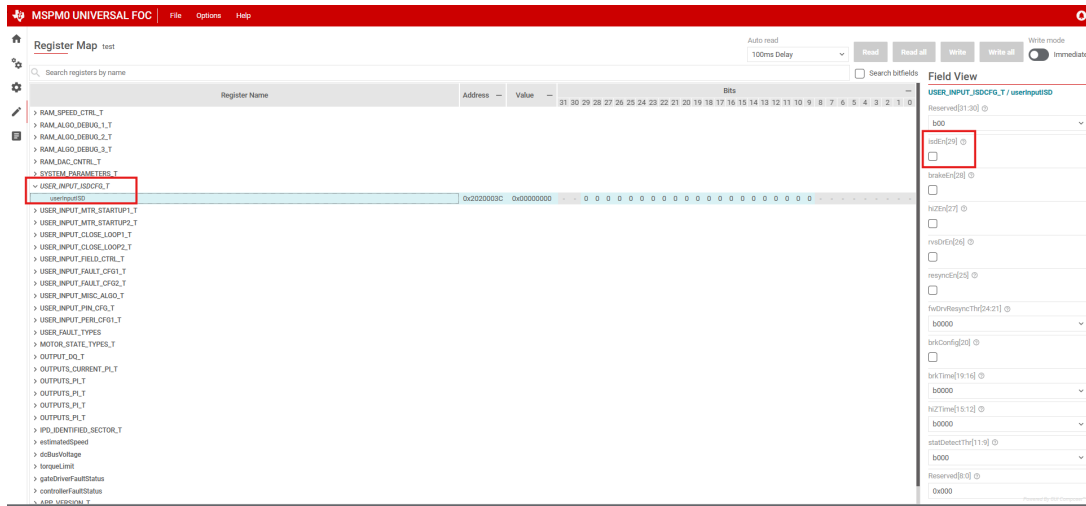 MSPM0 UNIVERSAL FOC File Options Help
Register Map test
Auto read
100ms Delay
Read Read all Write Write all
Write mode
Immediate
Search registers by name
Search bitfields
Register Name Address Value Bits
31 30 29 28 27 26 25 24 23 22 21 20 19 18 17 16 15 14 13 12 11 10 9 8 7 6 5 4 3 2 1 0
> RAM_SPEED_CTRL_T
> RAM_ALGO_DEBUG_1_T
> RAM_ALGO_DEBUG_2_T
> RAM_ALGO_DEBUG_3_T
> RAM_DAC_CNTRL_T
> SYSTEM_PARAMETERS_T
USER_INPUT_ISDCFG_T
userInputISD 0x2020003C 0x00000000 - - 0 0 0 0 0 0 0 0 0 0 0 0 0 0 0 0 0 0 0 0 0 - - - - - - - - -
> USER_INPUT_MTR_STARTUP1_T
> USER_INPUT_MTR_STARTUP2_T
> USER_INPUT_CLOSE_LOOP1_T
> USER_INPUT_CLOSE_LOOP2_T
> USER_INPUT_FIELD_CTRL_T
> USER_INPUT_FAULT_CFG1_T
> USER_INPUT_FAULT_CFG2_T
> USER_INPUT_MISC_ALGO_T
> USER_INPUT_PIN_CFG_T
> USER_INPUT_PERI_CFG1_T
> USER_FAULT_TYPES
> MOTOR_STATE_TYPES_T
> OUTPUT_DQ_T
> OUTPUTS_CURRENT_PI_T
> OUTPUTS_PI_T
> OUTPUTS_PI_T
> OUTPUTS_PI_T
> OUTPUTS_PI_T
> IPD_IDENTIFIED_SECTOR_T
> estimatedSpeed
> dcBusVoltage
> torqueLimit
> gateDriverFaultStatus
> controllerFaultStatus
> APP_VERSION_T
Field View
USER_INPUT_ISDCFG_T / userInputISD
Reserved[31:30]
b00
isdEn[29]
brakeEn[28]
hiZEn[27]
rvsDrEn[26]
resyncEn[25]
fwDrvResyncThr[24:21]
b0000
brkConfig[20]
brkTime[19:16]
b0000
hiZTime[15:12]
b0000
statDetectThr[11:9]
b000
Reserved[8:0]
0x000